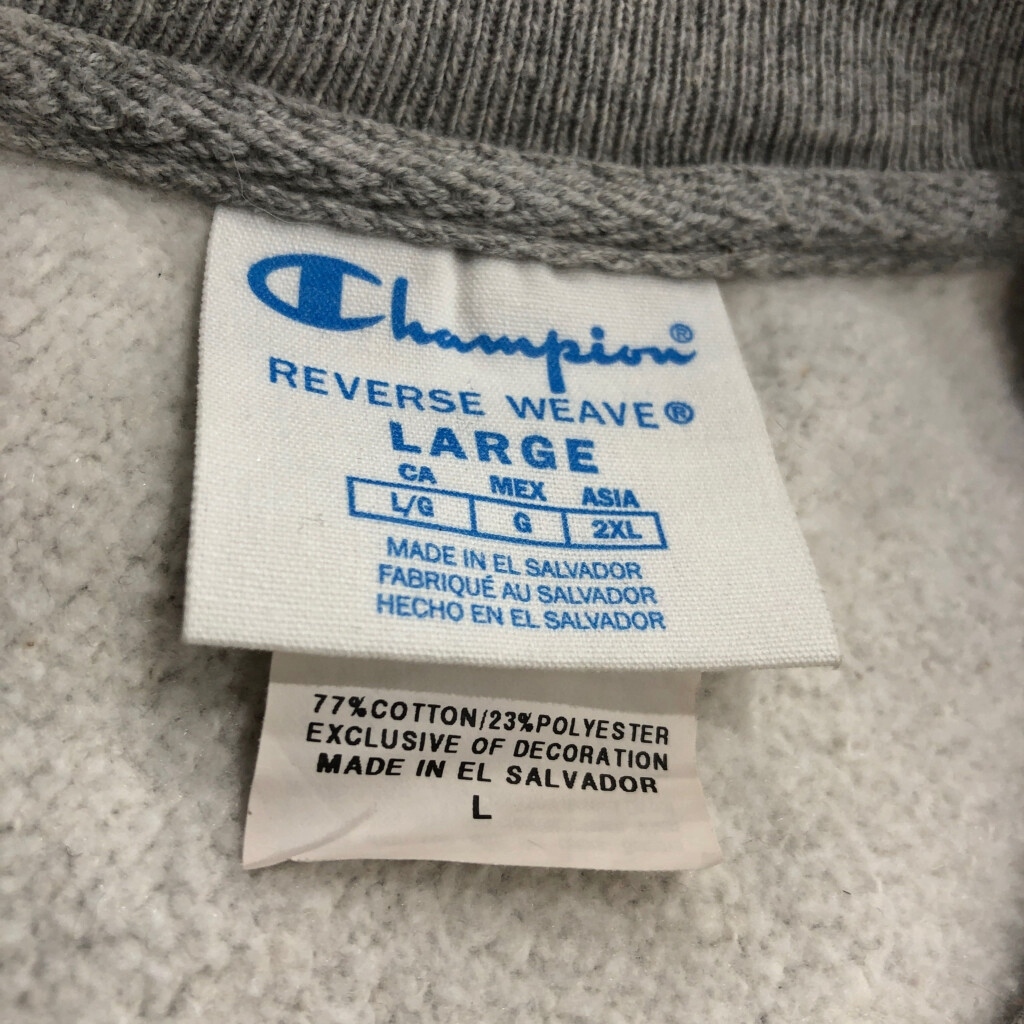 Champion®
REVERSE WEAVE®
LARGE
CA MEX ASIA
L/G G 2XL
MADE IN EL SALVADOR
FABRIQUÉ AU SALVADOR
HECHO EN EL SALVADOR
77%COTTON/23%POLYESTER
EXCLUSIVE OF DECORATION
MADE IN EL SALVADOR
L